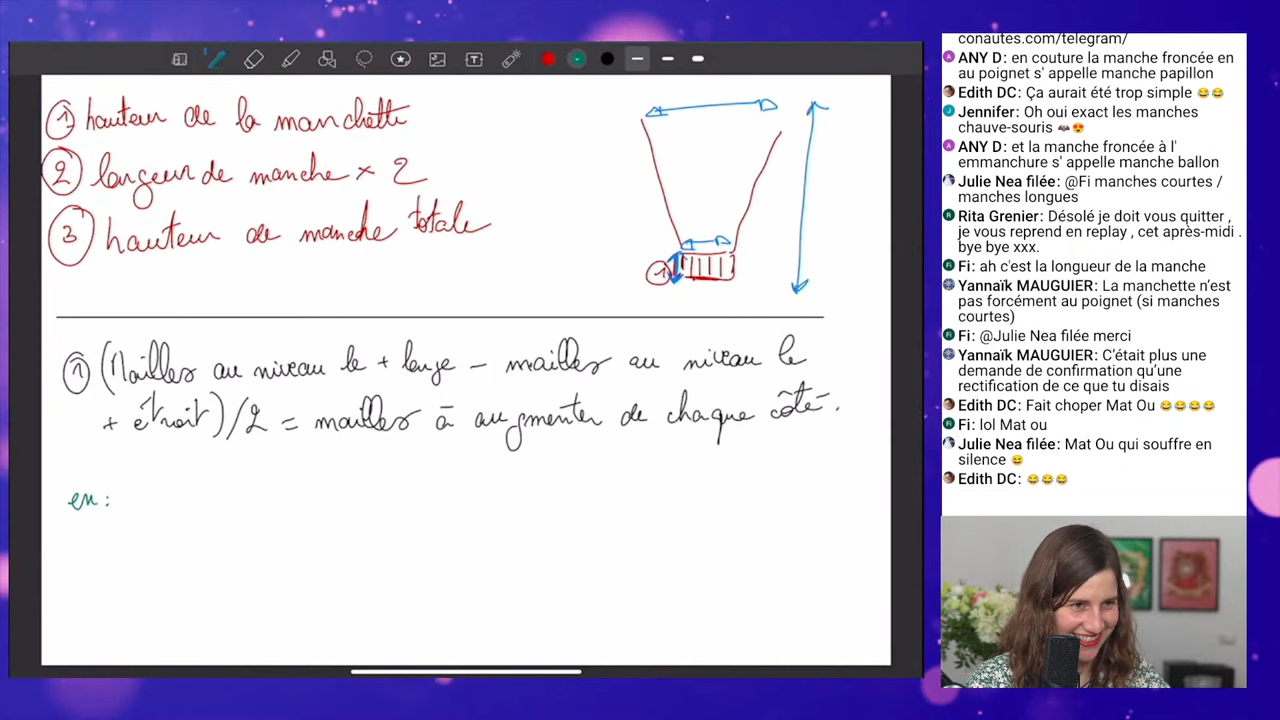 ① hauteur de la manchette
② largeur de manche x 2
③ hauteur de manche totale
①
① (Mailles au niveau le + large - mailles au niveau le
+ étroit) / 2 = mailles à augmenter de chaque côté.
ex :
T
conautes.com/telegram/
A ANY D: en couture la manche froncée en
au poignet s' appelle manche papillon
Edith DC: Ça aurait été trop simple 😂😂
J Jennifer: Oh oui exact les manches
chauve-souris 🦇😍
A ANY D: et la manche froncée à l'
emmanchure s' appelle manche ballon
Julie Nea filée: @Fi manches courtes /
manches longues
R Rita Grenier: Désolé je doit vous quitter ,
je vous reprend en replay , cet après-midi .
bye bye xxx.
Fi Fi: ah c'est la longueur de la manche
Yannaïk MAUGUIER: La manchette n’est
pas forcément au poignet (si manches
courtes)
Fi Fi: @Julie Nea filée merci
Yannaïk MAUGUIER: C’était plus une
demande de confirmation qu’une
rectification de ce que tu disais
Edith DC: Fait choper Mat Ou 😂😂😂😂
Fi Fi: lol Mat ou
Julie Nea filée: Mat Ou qui souffre en
silence 😄
Edith DC: 😂😂😂